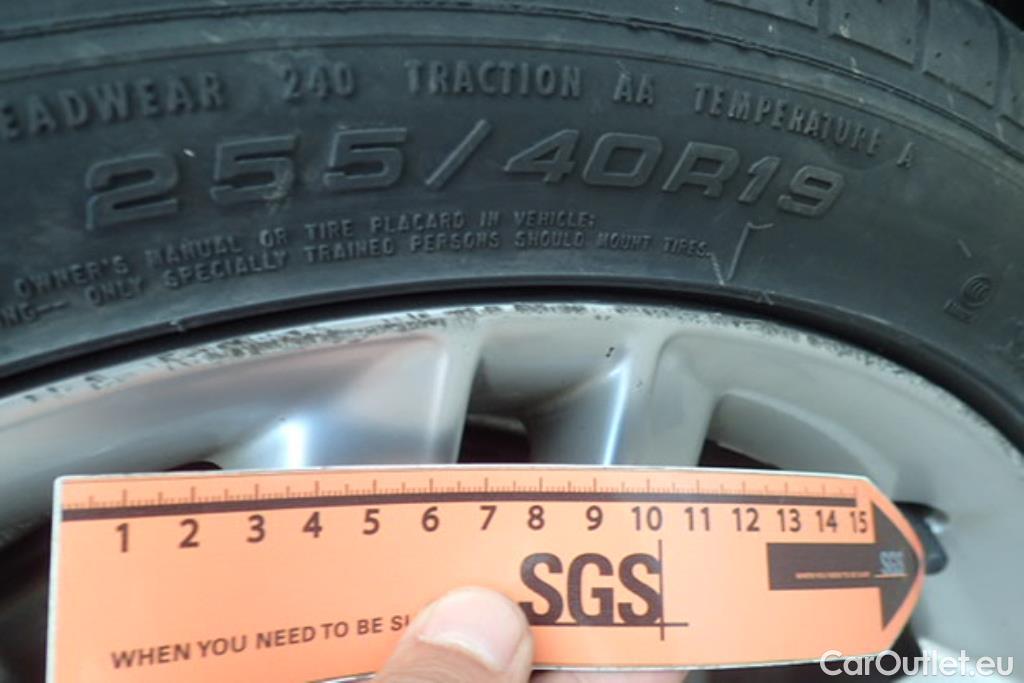 EADWEAR 240 TRACTION AA TEMPERATURE A
255/40R19
OWNER'S MANUAL OR TIRE PLACARD IN VEHICLE;
NG-- ONLY SPECIALLY TRAINED PERSONS SHOULD MOUNT TIRES.
1 2 3 4 5 6 7 8 9 10 11 12 13 14 15
SGS
SGS
WHEN YOU NEED TO BE SU
CarOutlet.eu